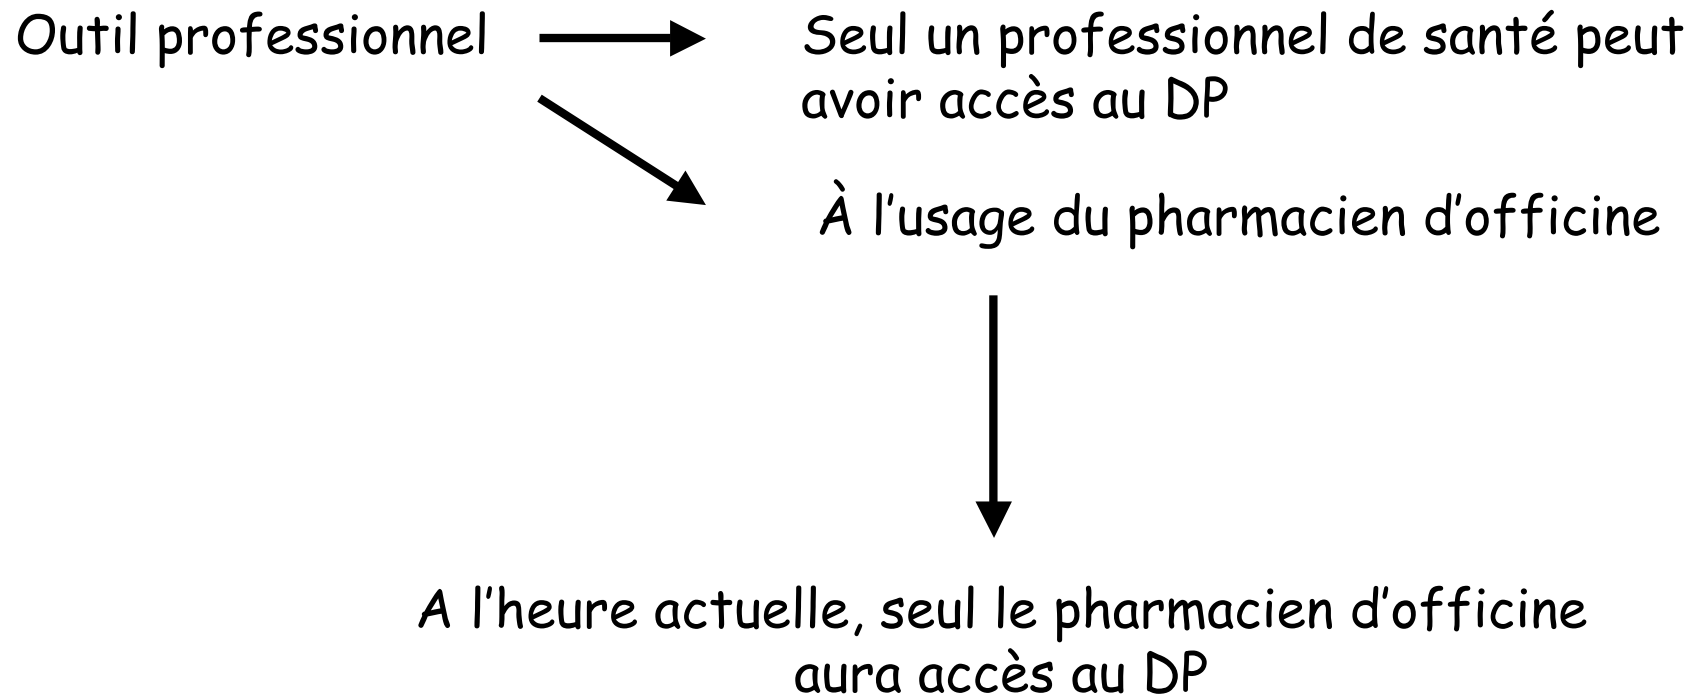 Outil professionnel
Seul un professionnel de santé peut
avoir accès au DP
À l’usage du pharmacien d’officine
A l’heure actuelle, seul le pharmacien d’officine
aura accès au DP